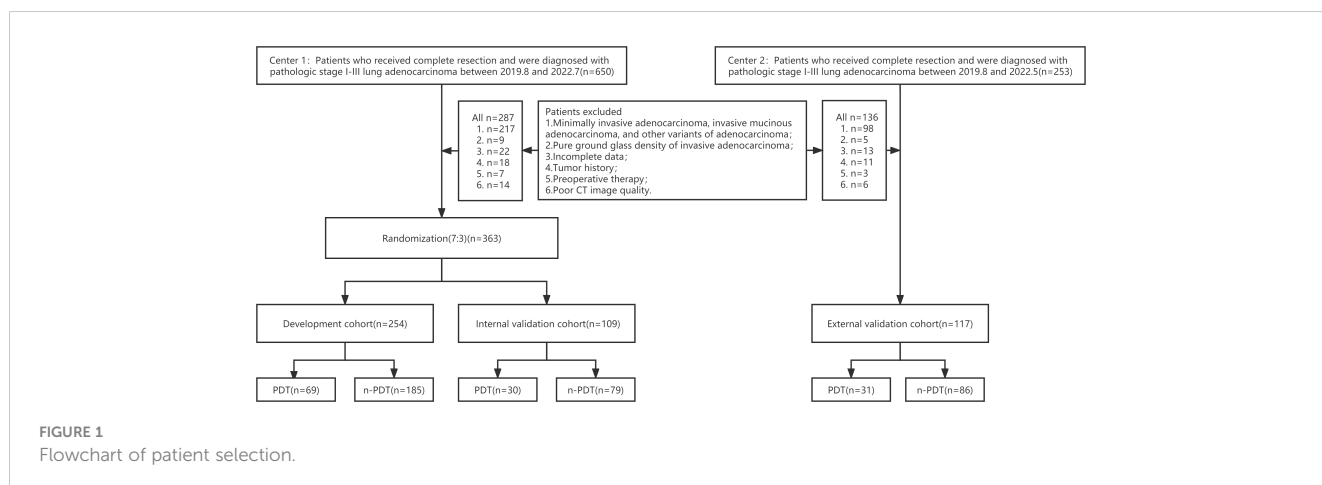 Center 1：Patients who received complete resection and were diagnosed with
pathologic stage I-III lung adenocarcinoma between 2019.8 and 2022.7(n=650)
Center 2：Patients who received complete resection and were diagnosed with
pathologic stage I-III lung adenocarcinoma between 2019.8 and 2022.5(n=253)
All n=287
1. n=217
2. n=9
3. n=22
4. n=18
5. n=7
6. n=14
Patients excluded
1.Minimally invasive adenocarcinoma, invasive mucinous
adenocarcinoma, and other variants of adenocarcinoma;
2.Pure ground glass density of invasive adenocarcinoma;
3.Incomplete data;
4.Tumor history;
5.Preoperative therapy;
6.Poor CT image quality.
All n=136
1. n=98
2. n=5
3. n=13
4. n=11
5. n=3
6. n=6
Randomization(7:3)(n=363)
Development cohort(n=254)
Internal validation cohort(n=109)
External validation cohort(n=117)
PDT(n=69)
n-PDT(n=185)
PDT(n=30)
n-PDT(n=79)
PDT(n=31)
n-PDT(n=86)
FIGURE 1
Flowchart of patient selection.